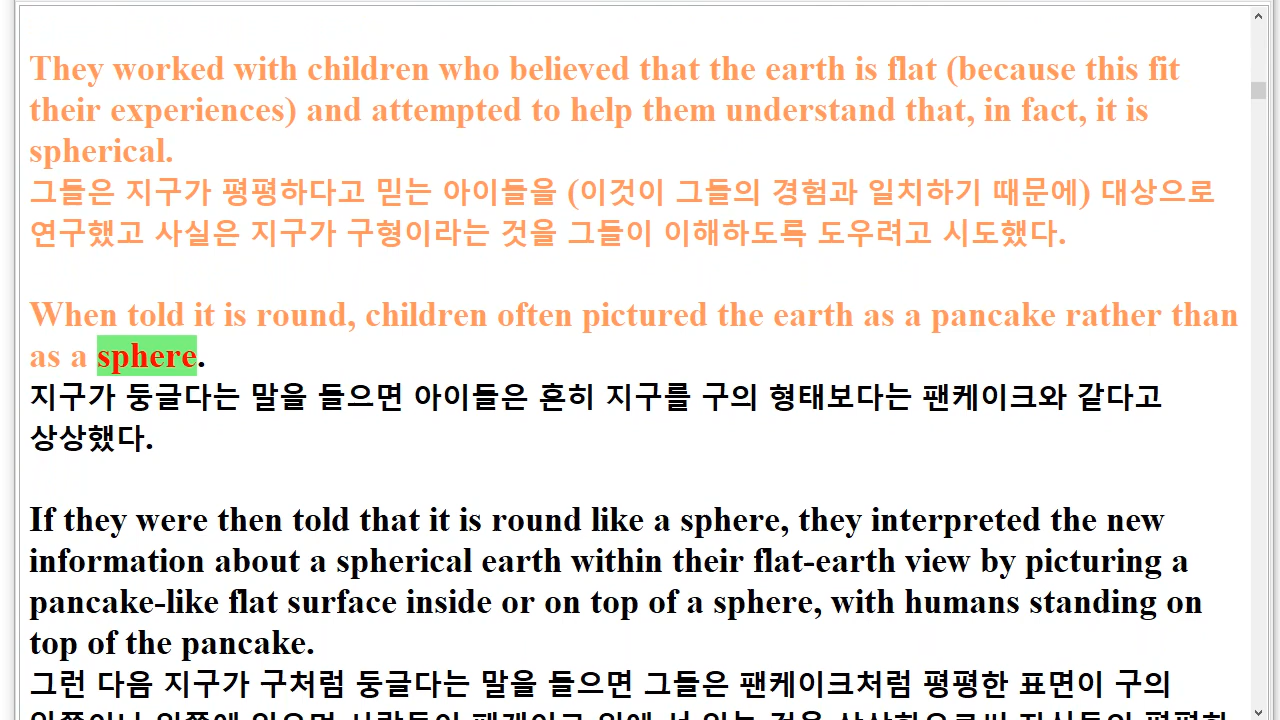 They worked with children who believed that the earth is flat (because this fit
their experiences) and attempted to help them understand that, in fact, it is
spherical.
그들은 지구가 평평하다고 믿는 아이들을 (이것이 그들의 경험과 일치하기 때문에) 대상으로
연구했고 사실은 지구가 구형이라는 것을 그들이 이해하도록 도우려고 시도했다.
When told it is round, children often pictured the earth as a pancake rather than
as a sphere.
지구가 둥글다는 말을 들으면 아이들은 흔히 지구를 구의 형태보다는 팬케이크와 같다고
상상했다.
If they were then told that it is round like a sphere, they interpreted the new
information about a spherical earth within their flat-earth view by picturing a
pancake-like flat surface inside or on top of a sphere, with humans standing on
top of the pancake.
그런 다음 지구가 구처럼 둥글다는 말을 들으면 그들은 팬케이크처럼 평평한 표면이 구의